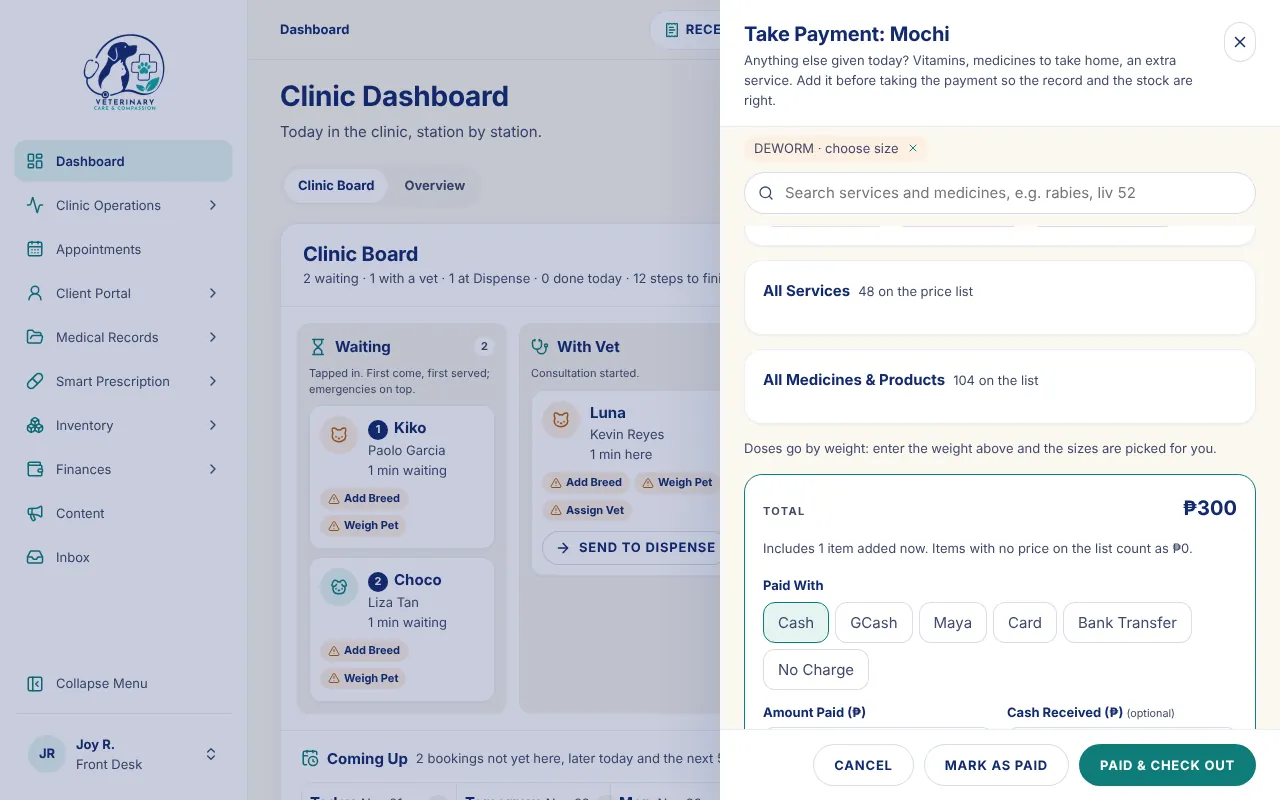 VETERINARY
CARE & COMPASSION
Dashboard
Clinic Operations
Appointments
Client Portal
Medical Records
Smart Prescription
Inventory
Finances
Content
Inbox
Collapse Menu
JR
Joy R.
Front Desk
Dashboard
RECE
Clinic Dashboard
Today in the clinic, station by station.
Clinic Board
Overview
Clinic Board
2 waiting · 1 with a vet · 1 at Dispense · 0 done today · 12 steps to fini
Waiting
2
Tapped in. First come, first served;
emergencies on top.
1 Kiko
Paolo Garcia
1 min waiting
Add Breed
Weigh Pet
2 Choco
Liza Tan
1 min waiting
Add Breed
Weigh Pet
With Vet
Consultation started.
Luna
Kevin Reyes
1 min here
Add Breed
Weigh Pet
Assign Vet
SEND TO DISPENSE
Coming Up 2 bookings not yet here, later today and the next
Take Payment: Mochi
Anything else given today? Vitamins, medicines to take home, an extra
service. Add it before taking the payment so the record and the stock are
right.
DEWORM · choose size
Search services and medicines, e.g. rabies, liv 52
All Services 48 on the price list
All Medicines & Products 104 on the list
Doses go by weight: enter the weight above and the sizes are picked for you.
TOTAL
₱300
Includes 1 item added now. Items with no price on the list count as ₱0.
Paid With
Cash
GCash
Maya
Card
Bank Transfer
No Charge
Amount Paid (₱)
Cash Received (₱) (optional)
CANCEL
MARK AS PAID
PAID & CHECK OUT